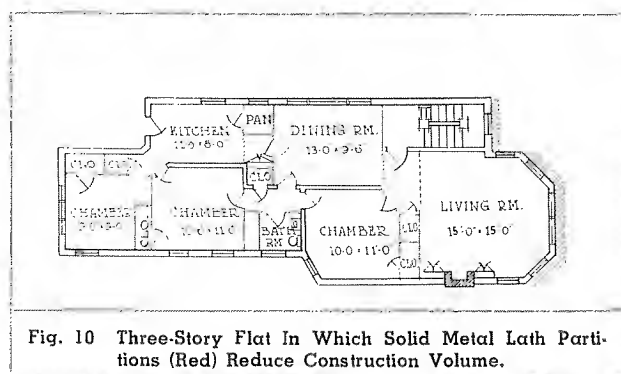 KITCHEN
11-0 × 8-0
PAN
DINING RM.
13-0 × 9-6
CLO
CLO
CLO
CHAMBER
CHAMBER
10-0 × 11-0
CLO
BATH
RM
CHAMBER
10-0 × 11-0
CLO
CLO
LIVING RM.
15-0 × 15-0
Fig. 10 Three-Story Flat In Which Solid Metal Lath Parti-
tions (Red) Reduce Construction Volume.